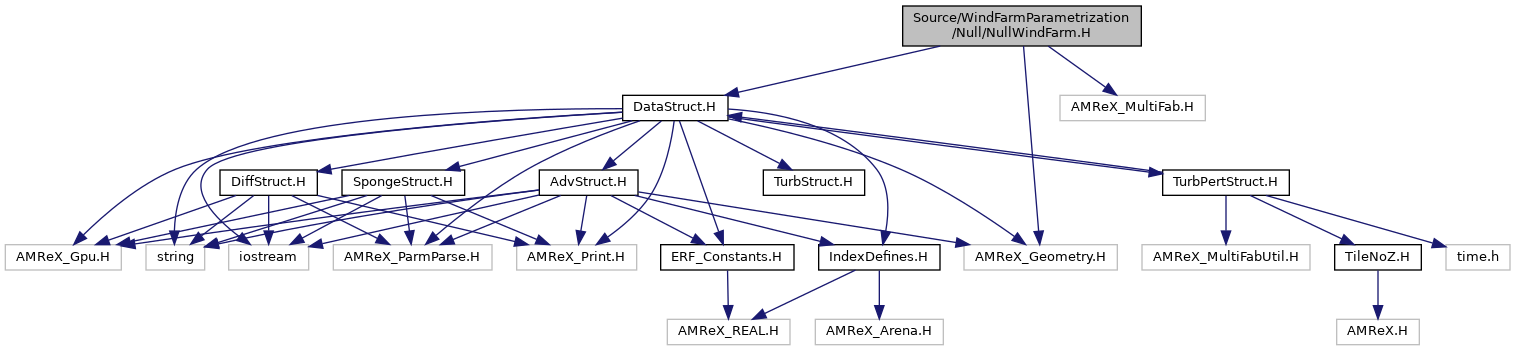 Source/WindFarmParametrization
/Null/NullWindFarm.H
DataStruct.H
AMReX_MultiFab.H
DiffStruct.H
SpongeStruct.H
AdvStruct.H
TurbStruct.H
TurbPertStruct.H
AMReX_Gpu.H
string
iostream
AMReX_ParmParse.H
AMReX_Print.H
ERF_Constants.H
IndexDefines.H
AMReX_Geometry.H
AMReX_MultiFabUtil.H
TileNoZ.H
time.h
AMReX_REAL.H
AMReX_Arena.H
AMReX.H